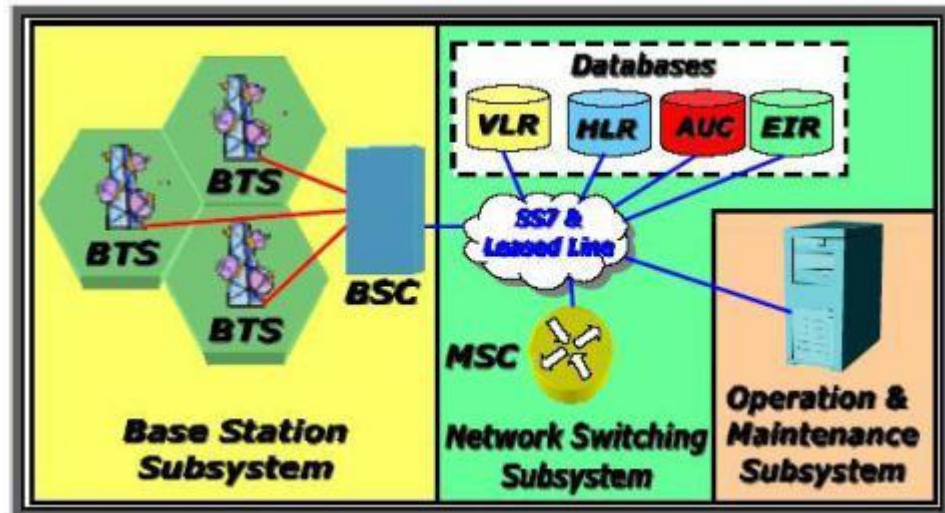 Databases
VLR
HLR
AUC
EIR
BTS
BTS
BTS
BSC
SS7 &
Leased Line
MSC
Base Station
Subsystem
Network Switching
Subsystem
Operation &
Maintenance
Subsystem